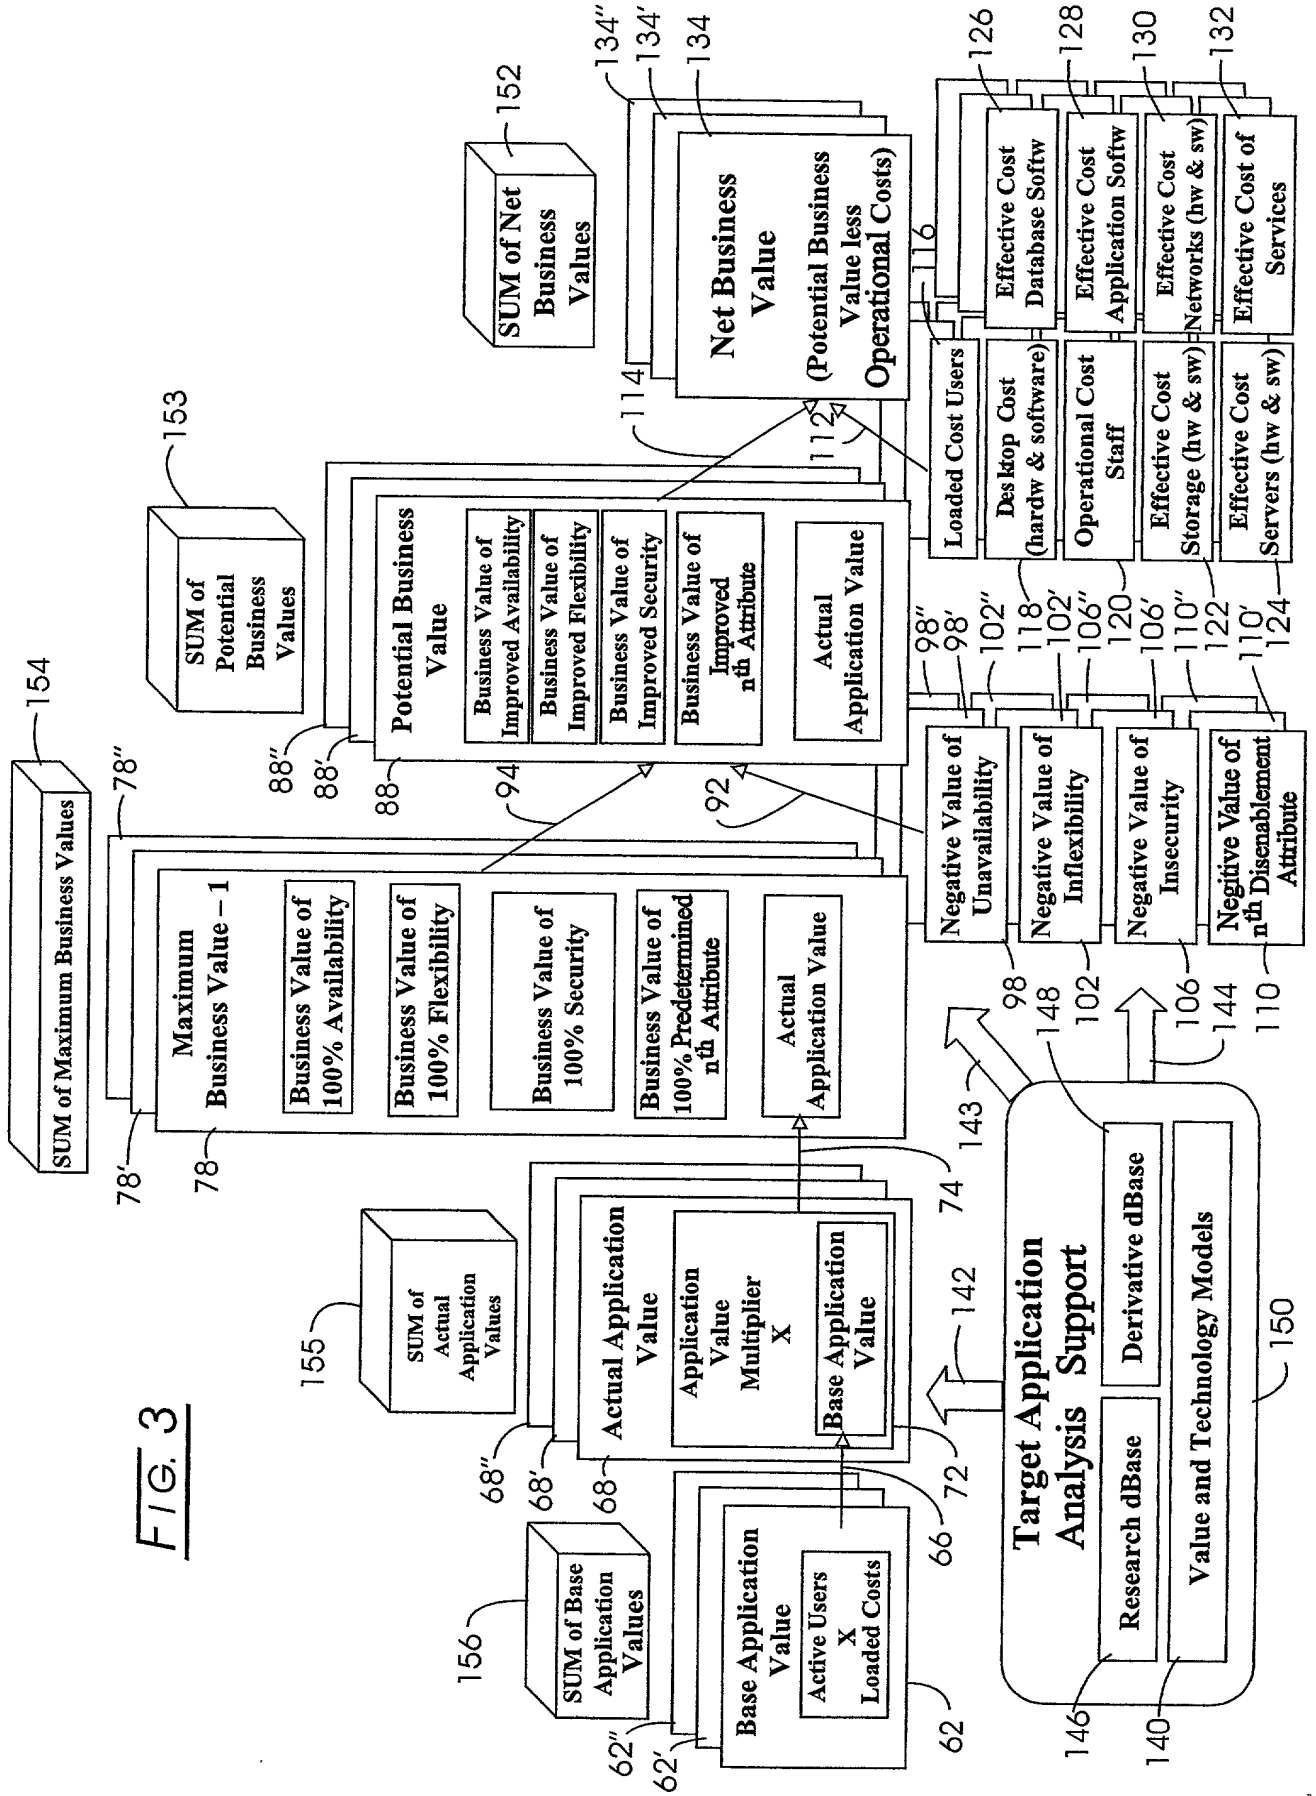 FIG. 3
154
SUM of Maximum Business Values
153
SUM of
Potential
Business
Values
152
SUM of Net
Business
Values
155
SUM of
Actual
Application
Values
156
SUM of Base
Application
Values
62"
62'
62
Base Application
Value
Active Users
X
Loaded Costs
66
68"
68'
68
Actual Application
Value
Application
Value
Multiplier
X
Base Application
Value
72
74
78"
78'
78
Maximum
Business Value – 1
Business Value of
100% Availability
Business Value of
100% Flexibility
Business Value of
100% Security
Business Value of
100% Predetermined
nth Attribute
Actual
Application Value
94
92
88"
88'
88
Potential Business
Value
Business Value of
Improved Availability
Business Value of
Improved Flexibility
Business Value of
Improved Security
Business Value of
Improved
nth Attribute
Actual
Application Value
114
112
134"
134'
134
Net Business
Value
(Potential Business
Value less
Operational Costs)
116
Target Application
Analysis Support
Research dBase
Derivative dBase
Value and Technology Models
146
140
150
148
142
143
144
Negative Value of
Unavailability
98
98'
98"
Negative Value of
Inflexibility
102
102'
102"
Negative Value of
Insecurity
106
106'
106"
Negitive Value of
nth Disenablement
Attribute
110
110'
110"
Loaded Cost Users
Desktop Cost
(hardw & software)
118
Operational Cost
Staff
120
Effective Cost
Storage (hw & sw)
122
Effective Cost
Servers (hw & sw)
124
Effective Cost
Database Softw
126
Effective Cost
Application Softw
128
Effective Cost
Networks (hw & sw)
130
Effective Cost of
Services
132